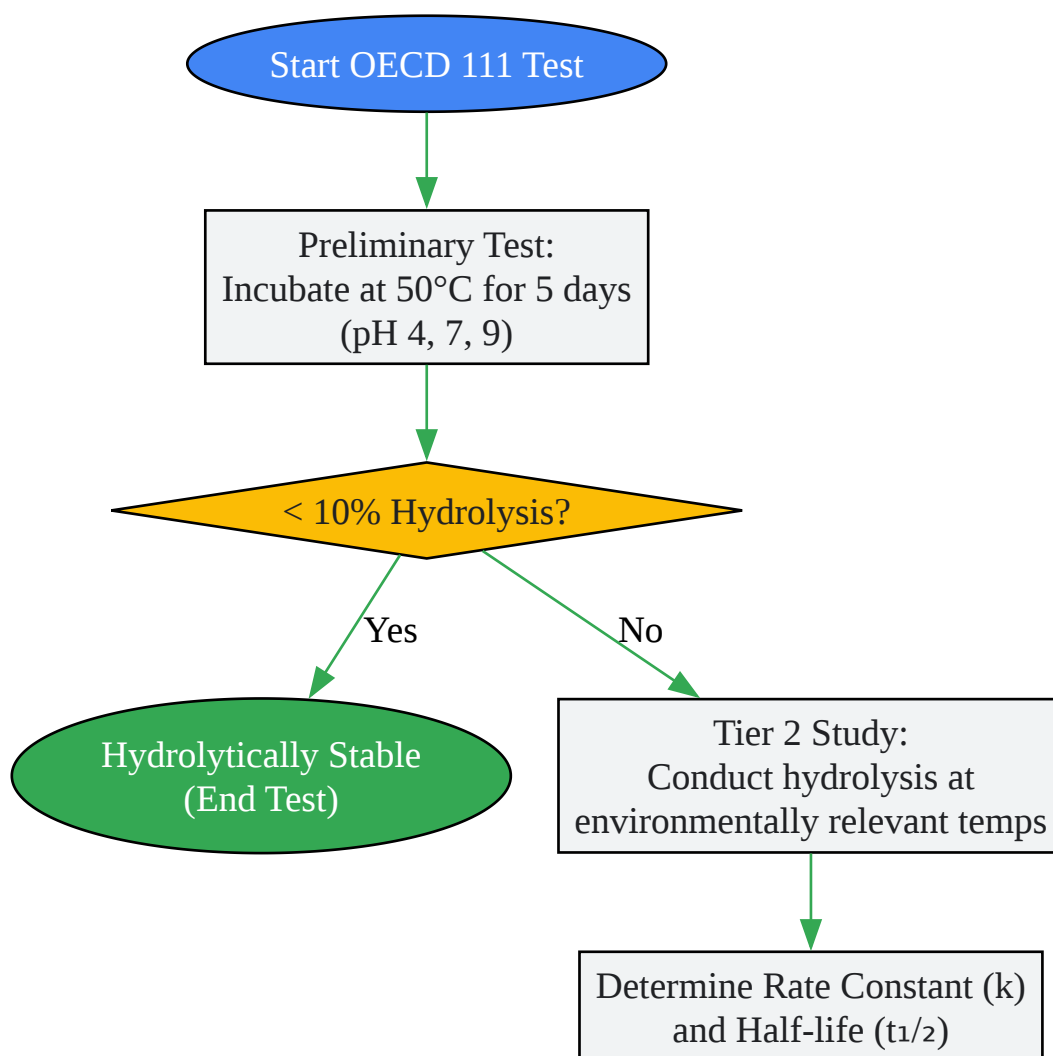 Start OECD 111 Test
Preliminary Test:
Incubate at 50°C for 5 days
(pH 4, 7, 9)
< 10% Hydrolysis?
Yes
No
Hydrolytically Stable
(End Test)
Tier 2 Study:
Conduct hydrolysis at
environmentally relevant temps
Determine Rate Constant (k)
and Half-life (t₁/₂)